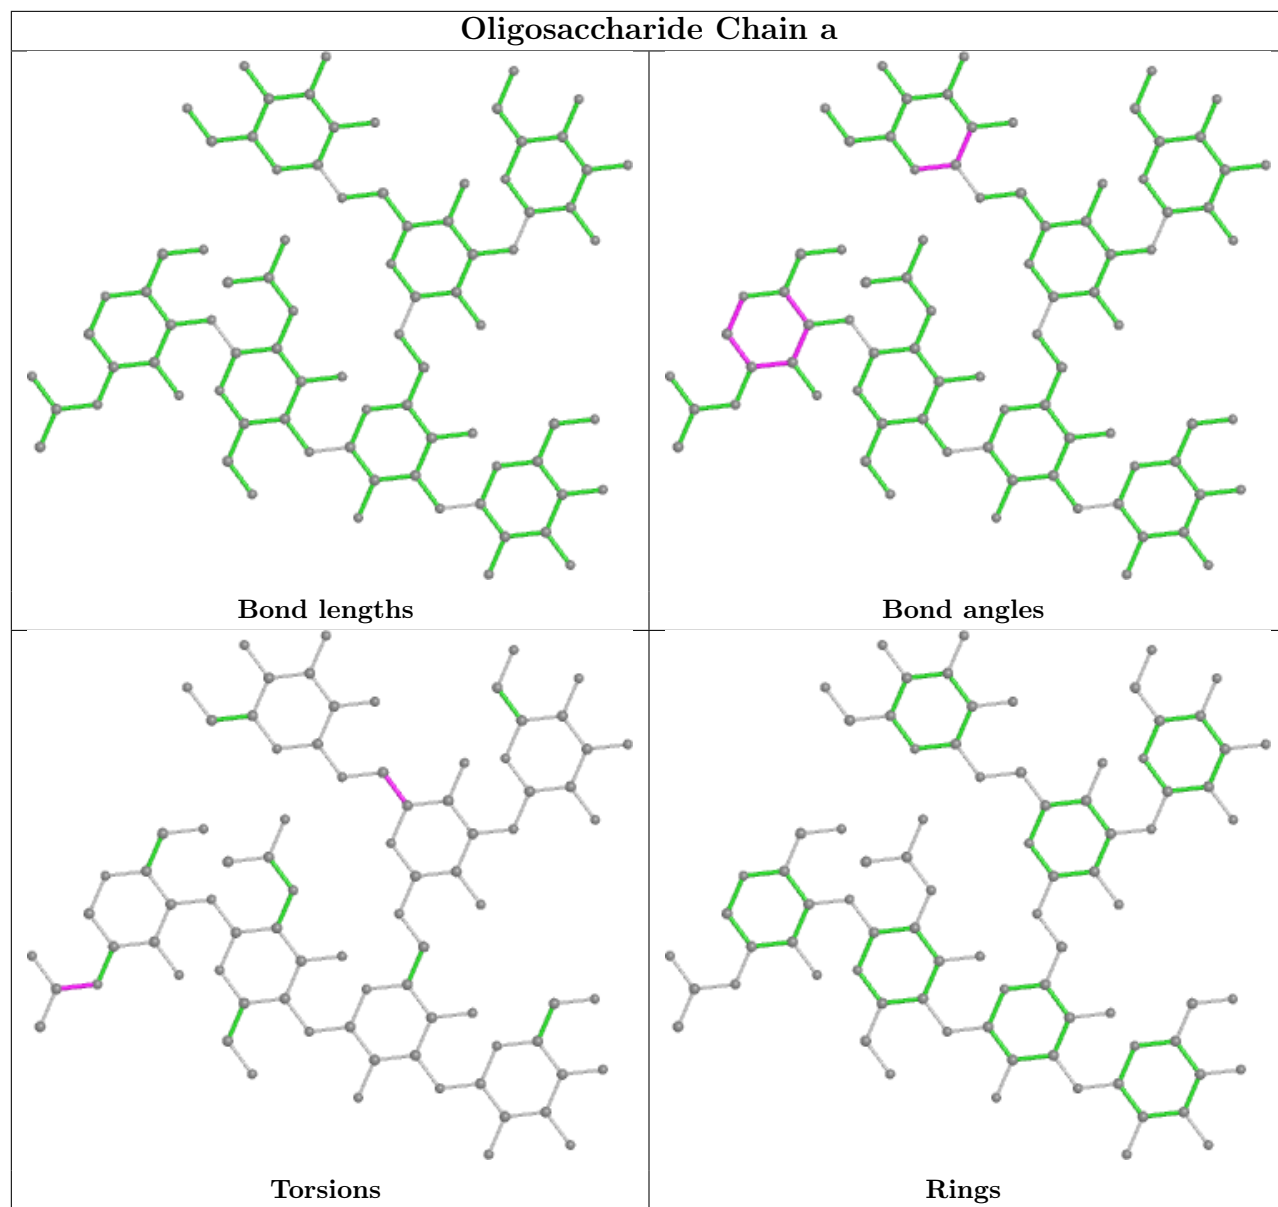 Oligosaccharide Chain a
Bond lengths
Bond angles
Torsions
Rings